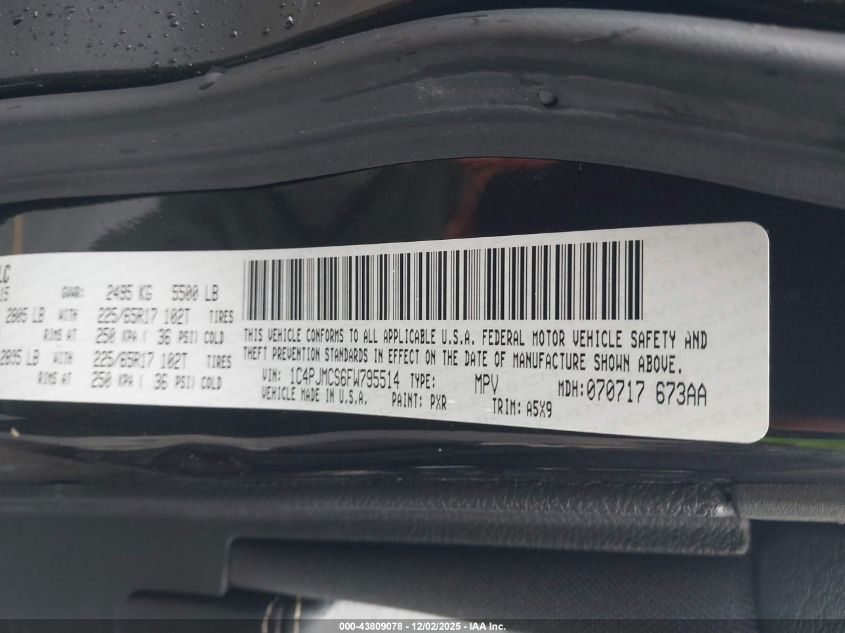 LC
15 GVWR: 2495 KG 5500 LB
2805 LB WITH 225/65R17 102T TIRES
RIMS AT 250 KPA ( 36 PSI) COLD
2895 LB WITH 225/65R17 102T TIRES
RIMS AT 250 KPA ( 36 PSI) COLD
THIS VEHICLE CONFORMS TO ALL APPLICABLE U.S.A. FEDERAL MOTOR VEHICLE SAFETY AND
THEFT PREVENTION STANDARDS IN EFFECT ON THE DATE OF MANUFACTURE SHOWN ABOVE.
VIN: 1C4PJMCS6FW795514 TYPE: MPV MDH:070717 673AA
VEHICLE MADE IN U.S.A. PAINT: PXR TRIM: A5X9
000-43809078 - 12/02/2025 - IAA Inc.